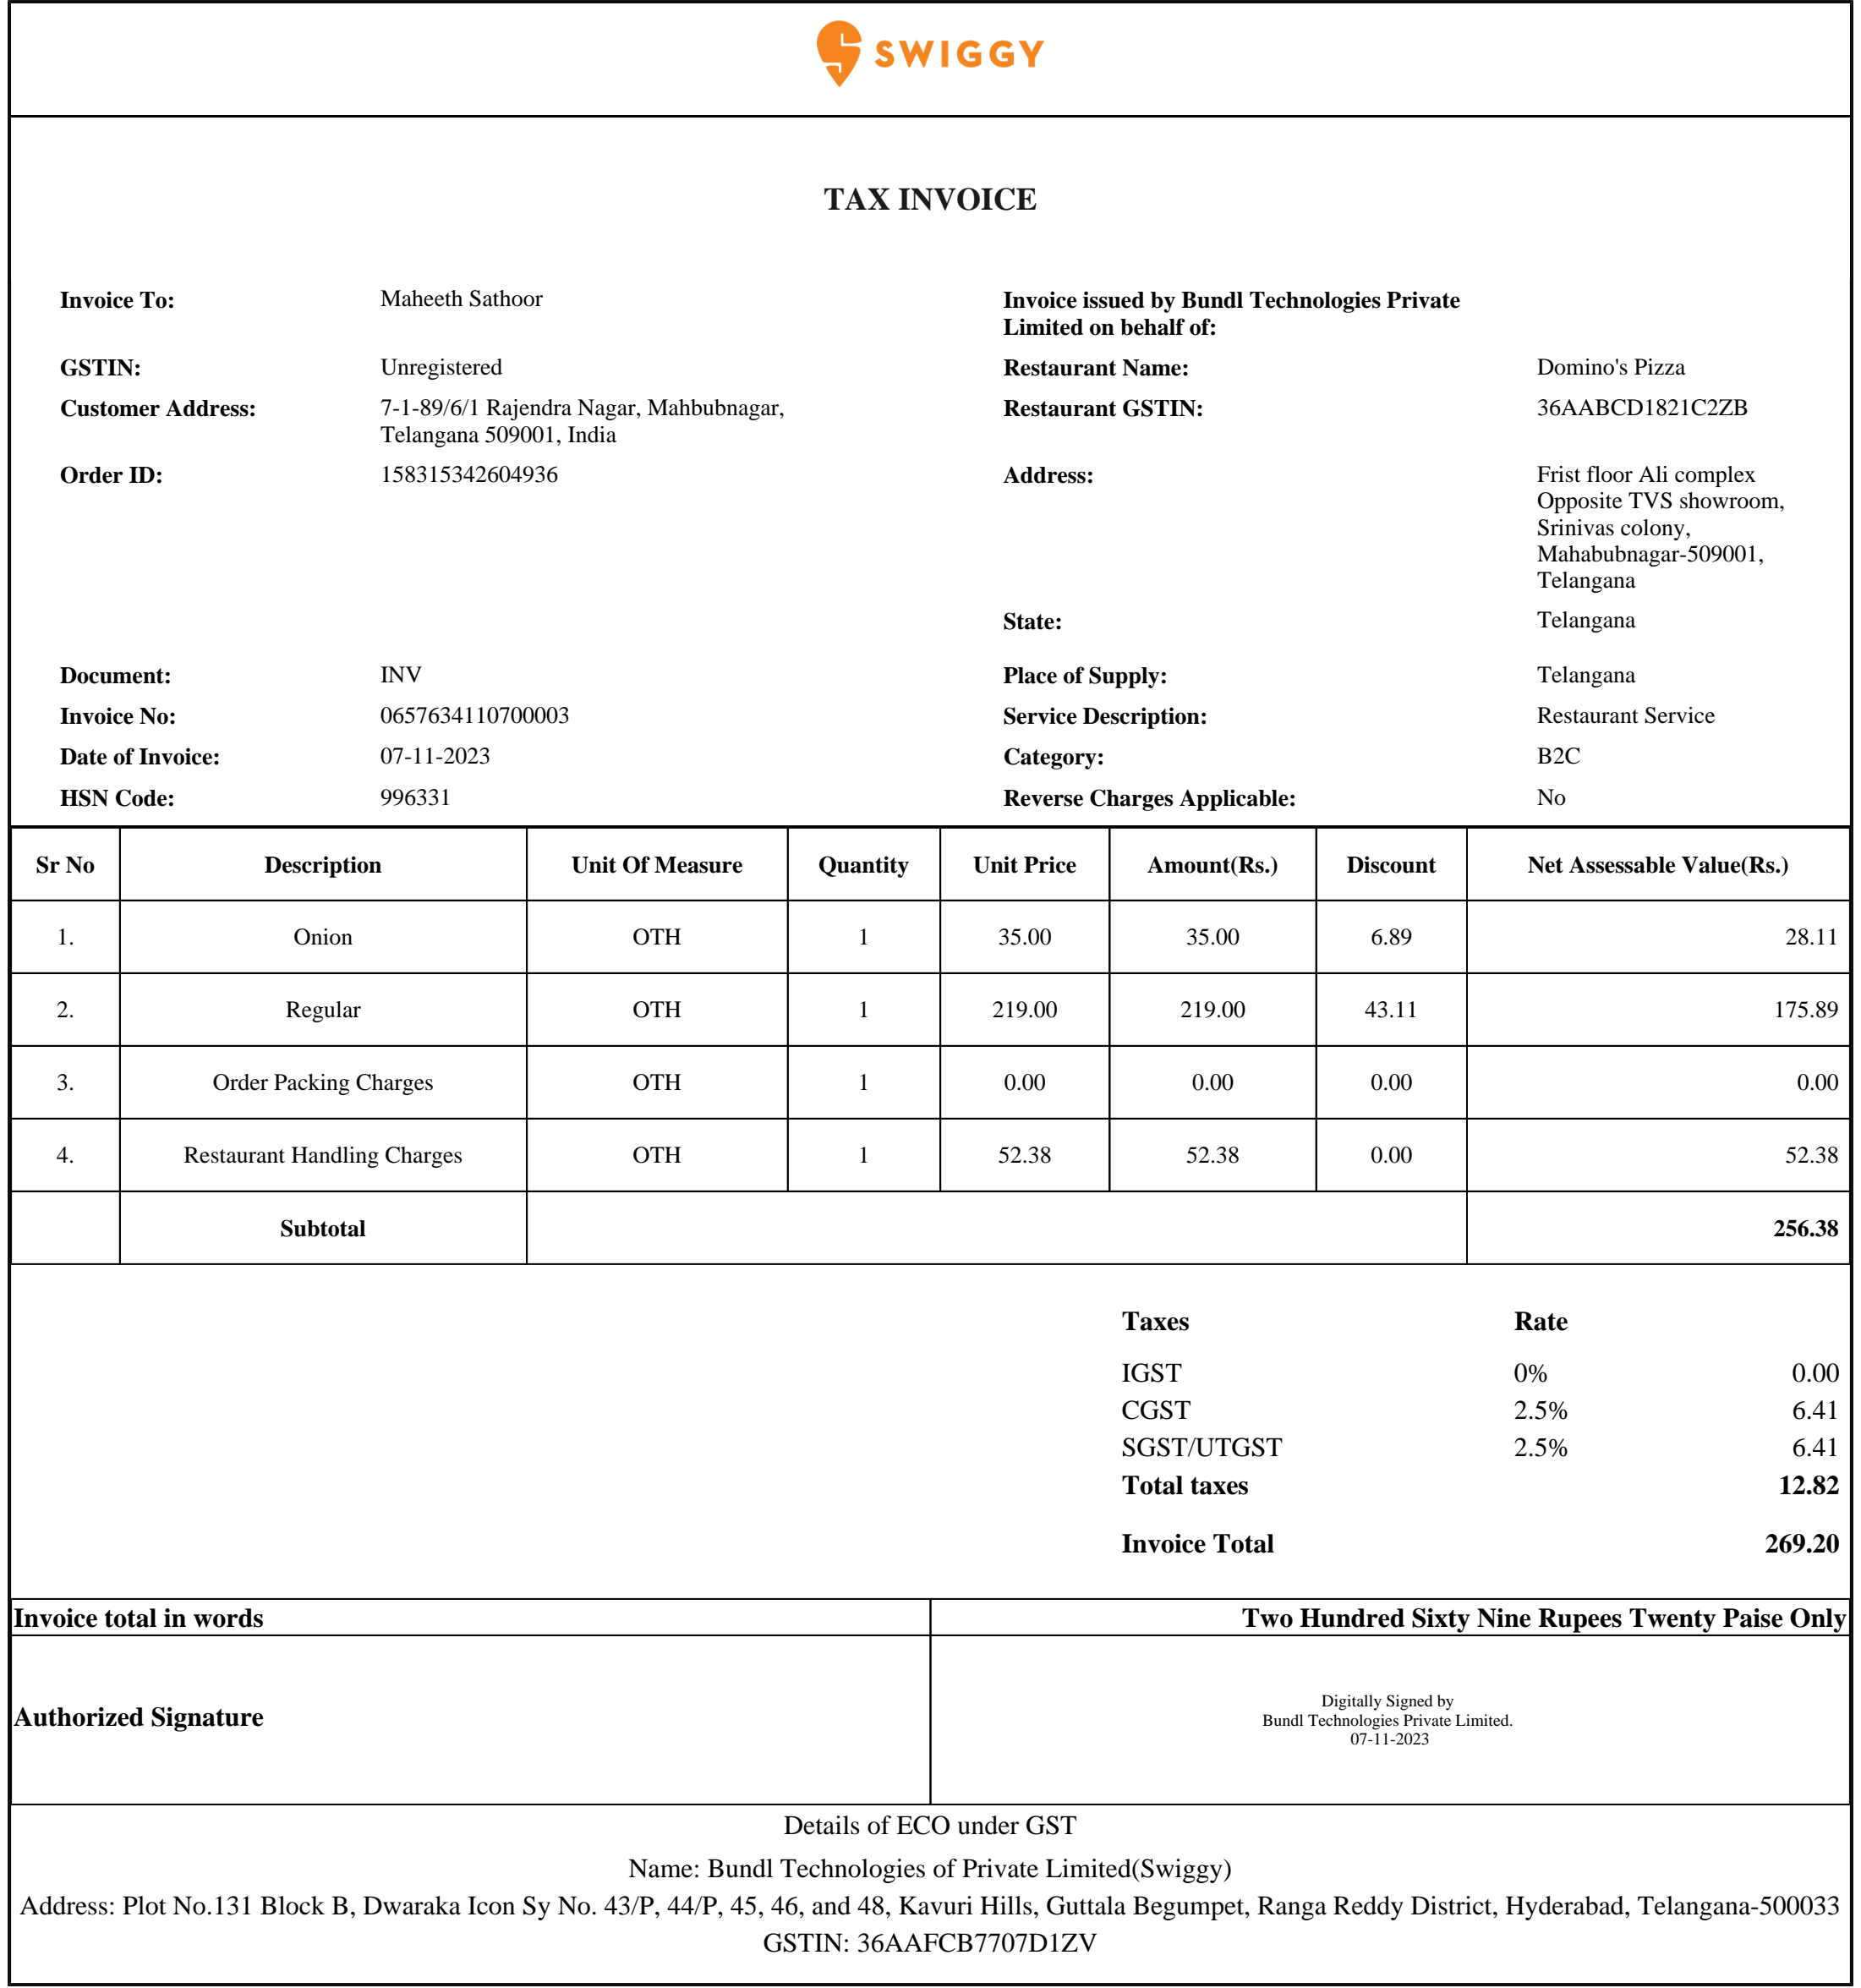 SWIGGY
TAX INVOICE
Invoice To: Maheeth Sathoor
Invoice issued by Bundl Technologies Private
Limited on behalf of:
GSTIN: Unregistered
Restaurant Name: Domino's Pizza
Customer Address: 7-1-89/6/1 Rajendra Nagar, Mahbubnagar,
Telangana 509001, India
Restaurant GSTIN: 36AABCD1821C2ZB
Order ID: 158315342604936
Address: Frist floor Ali complex
Opposite TVS showroom,
Srinivas colony,
Mahabubnagar-509001,
Telangana
State: Telangana
Document: INV
Place of Supply: Telangana
Invoice No: 0657634110700003
Service Description: Restaurant Service
Date of Invoice: 07-11-2023
Category: B2C
HSN Code: 996331
Reverse Charges Applicable: No
Sr No Description Unit Of Measure Quantity Unit Price Amount(Rs.) Discount Net Assessable Value(Rs.)
1. Onion OTH 1 35.00 35.00 6.89 28.11
2. Regular OTH 1 219.00 219.00 43.11 175.89
3. Order Packing Charges OTH 1 0.00 0.00 0.00 0.00
4. Restaurant Handling Charges OTH 1 52.38 52.38 0.00 52.38
Subtotal 256.38
Taxes Rate
IGST 0% 0.00
CGST 2.5% 6.41
SGST/UTGST 2.5% 6.41
Total taxes 12.82
Invoice Total 269.20
Invoice total in words Two Hundred Sixty Nine Rupees Twenty Paise Only
Authorized Signature
Digitally Signed by
Bundl Technologies Private Limited.
07-11-2023
Details of ECO under GST
Name: Bundl Technologies of Private Limited(Swiggy)
Address: Plot No.131 Block B, Dwaraka Icon Sy No. 43/P, 44/P, 45, 46, and 48, Kavuri Hills, Guttala Begumpet, Ranga Reddy District, Hyderabad, Telangana-500033
GSTIN: 36AAFCB7707D1ZV